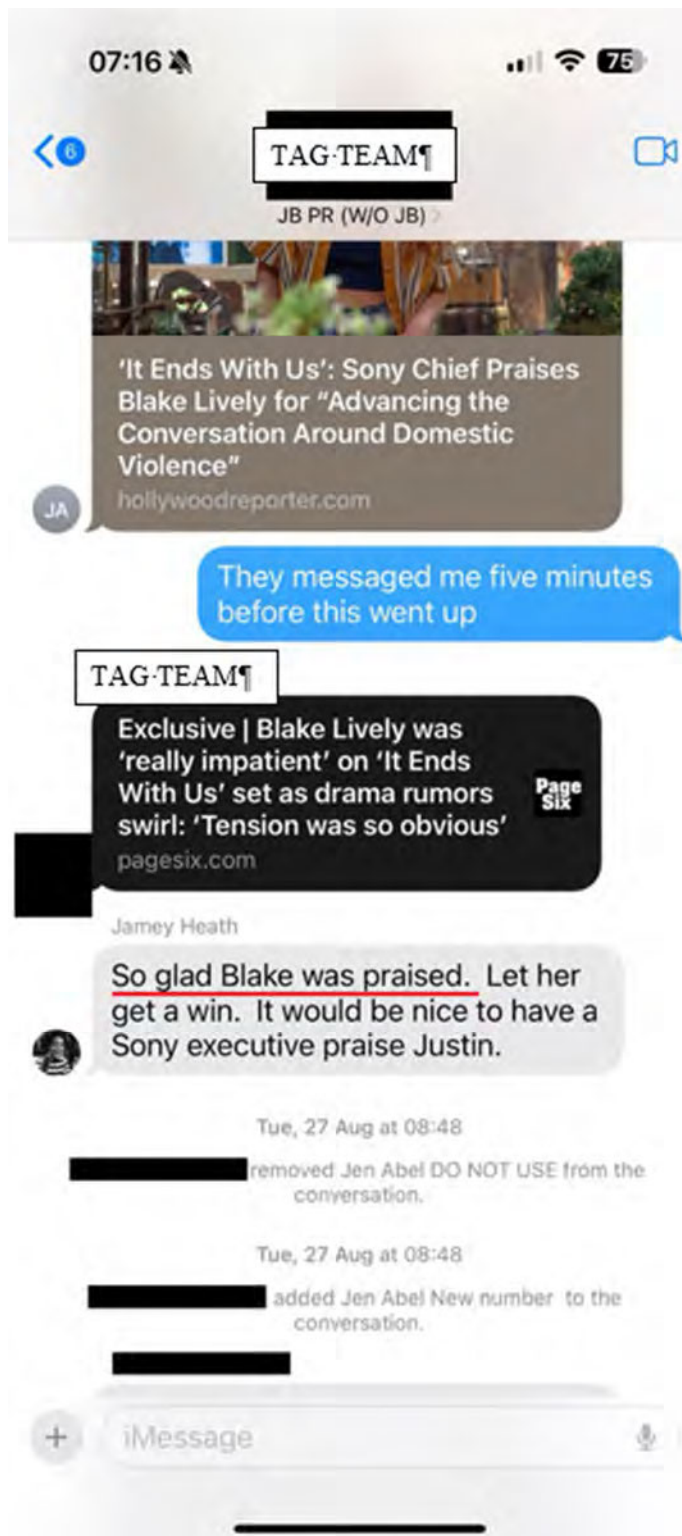 07:16
75
6
TAG·TEAM¶
JB PR (W/O JB) >
'It Ends With Us': Sony Chief Praises
Blake Lively for "Advancing the
Conversation Around Domestic
Violence"
hollywoodreporter.com
JA
They messaged me five minutes
before this went up
TAG·TEAM¶
Exclusive | Blake Lively was
'really impatient' on 'It Ends
With Us' set as drama rumors
swirl: 'Tension was so obvious'
Page
Six
pagesix.com
Jamey Heath
So glad Blake was praised. Let her
get a win. It would be nice to have a
Sony executive praise Justin.
Tue, 27 Aug at 08:48
removed Jen Abel DO NOT USE from the
conversation.
Tue, 27 Aug at 08:48
added Jen Abel New number to the
conversation.
iMessage